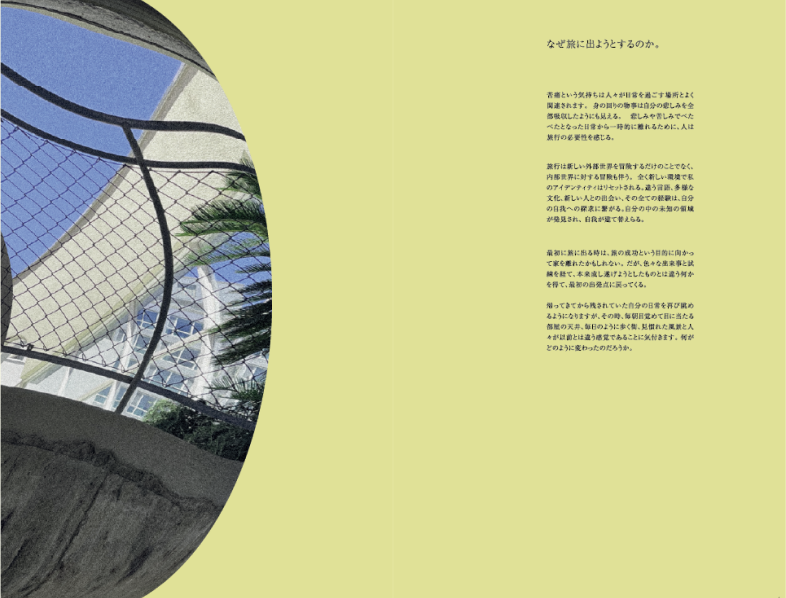 なぜ旅に出ようとするのか。
苦痛という気持ちは人々が日常を過ごす場所とよく
関連されます。 身の回りの物事は自分の悲しみを全
部吸収したようにも見える。 悲しみや苦しみでべた
べたとなった日常から一時的に離れるために、人は
旅行の必要性を感じる。
旅行は新しい外部世界を冒険するだけのことでなく、
内部世界に対する冒険も伴う。 全く新しい環境で私
のアイデンティティはリセットされる。違う言語、多様な
文化、新しい人との出会い、その全ての経験は、自分
の自我への探求に繋がる。自分の中の未知の領域
が発見され、自我が建て替えらる。
最初に旅に出る時は、旅の成功という目的に向かっ
て家を離れたかもしれない。だが、色々な出来事と試
練を経て、本来成し遂げようとしたものとは違う何か
を得て、最初の出発点に戻ってくる。
帰ってきてから残されていた自分の日常を再び眺め
るようになりますが、その時、毎朝目覚めて目に当たる
部屋の天井、毎日のように歩く街、見慣れた風景と人
々が以前とは違う感覚であることに気付きます。何が
どのように変わったのだろうか。